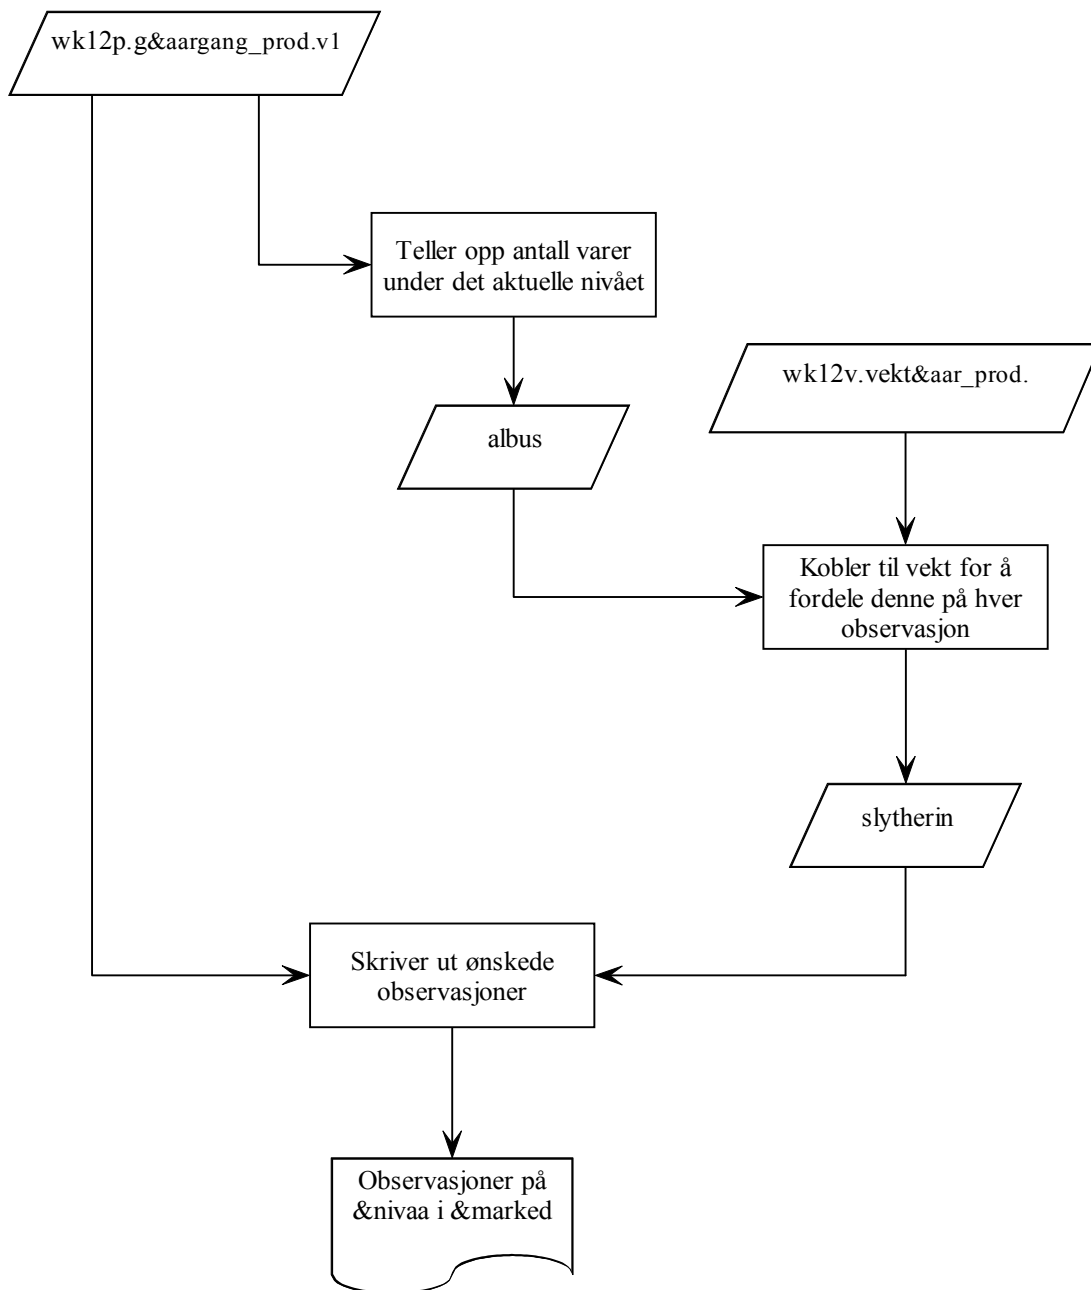 wk12p.g&aargang_prod.v1
Teller opp antall varer
under det aktuelle nivået
wk12v.vekt&aar_prod.
albus
Kobler til vekt for å
fordele denne på hver
observasjon
slytherin
Skriver ut ønskede
observasjoner
Observasjoner på
&nivaa i &marked